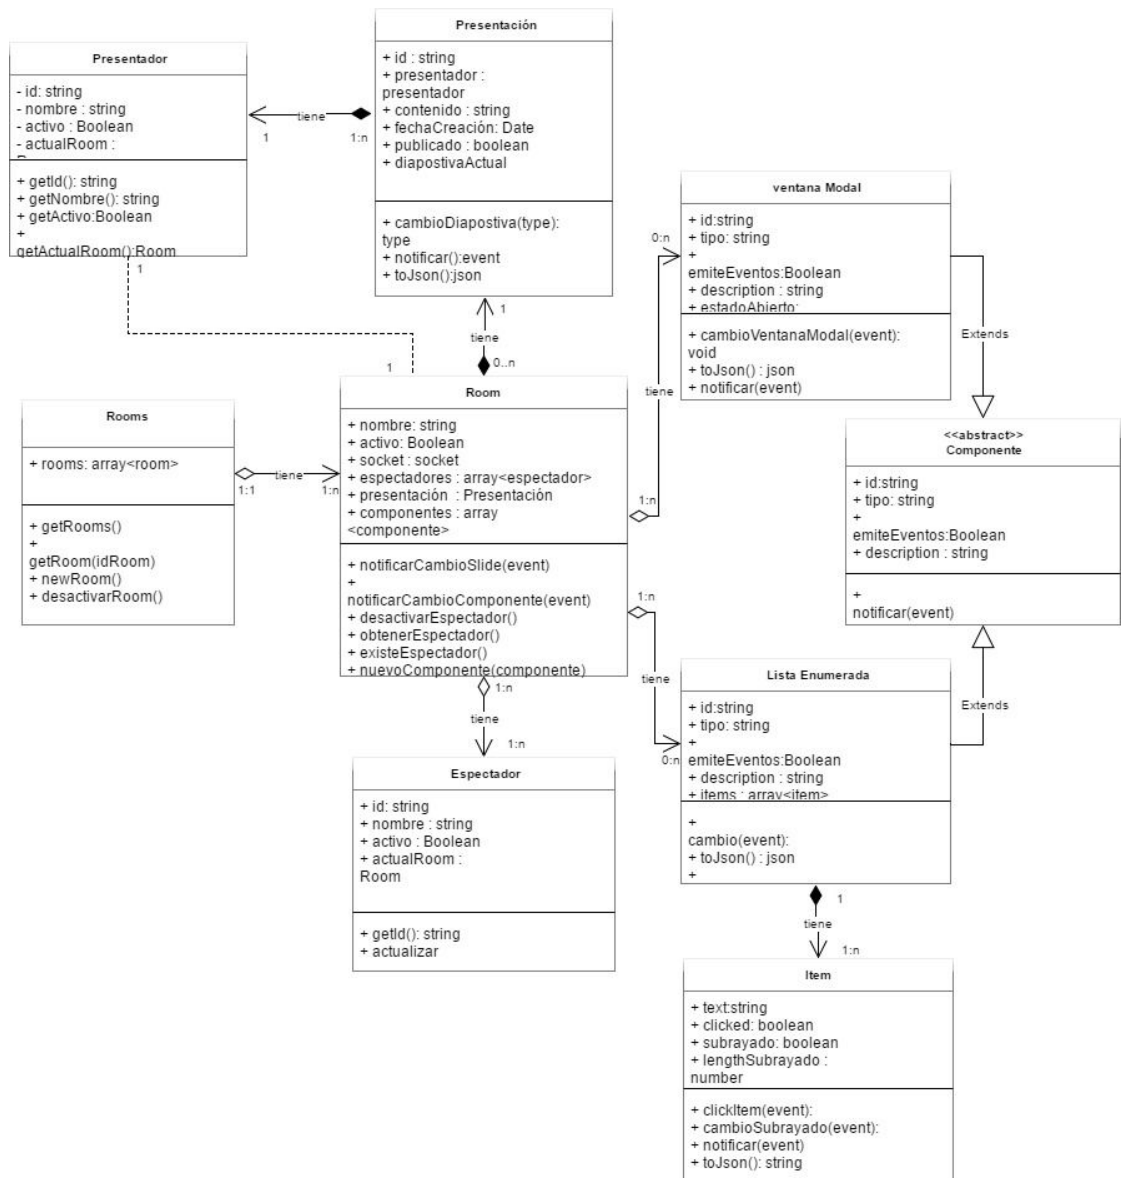 Presentación
+ id : string
+ presentador :
presentador
+ contenido : string
+ fechaCreación: Date
+ publicado : boolean
+ diapostivaActual
+ cambioDiapostiva(type):
type
+ notificar():event
+ toJson():json
Presentador
- id: string
- nombre : string
- activo : Boolean
- actualRoom :
+ getId(): string
+ getNombre(): string
+ getActivo:Boolean
+
getActualRoom():Room
tiene
1
1:n
1
1
1
tiene
0..n
ventana Modal
+ id:string
+ tipo: string
+
emiteEventos:Boolean
+ description : string
+ estadoAbierto:
+ cambioVentanaModal(event):
void
+ toJson() : json
+ notificar(event)
0:n
tiene
1:n
Extends
Rooms
+ rooms: array<room>
+ getRooms()
+
getRoom(idRoom)
+ newRoom()
+ desactivarRoom()
tiene
1:1
1:n
Room
+ nombre: string
+ activo: Boolean
+ socket : socket
+ espectadores : array<espectador>
+ presentación : Presentación
+ componentes : array
<componente>
+ notificarCambioSlide(event)
+
notificarCambioComponente(event)
+ desactivarEspectador()
+ obtenerEspectador()
+ existeEspectador()
+ nuevoComponente(componente)
<<abstract>>
Componente
+ id:string
+ tipo: string
+
emiteEventos:Boolean
+ description : string
+
notificar(event)
1:n
tiene
0:n
Extends
Lista Enumerada
+ id:string
+ tipo: string
+
emiteEventos:Boolean
+ description : string
+ items : array<item>
+
cambio(event):
+ toJson() : json
+
1:n
tiene
1:n
Espectador
+ id: string
+ nombre : string
+ activo : Boolean
+ actualRoom :
Room
+ getId(): string
+ actualizar
1
tiene
1:n
Item
+ text:string
+ clicked: boolean
+ subrayado: boolean
+ lengthSubrayado :
number
+ clickItem(event):
+ cambioSubrayado(event):
+ notificar(event)
+ toJson(): string